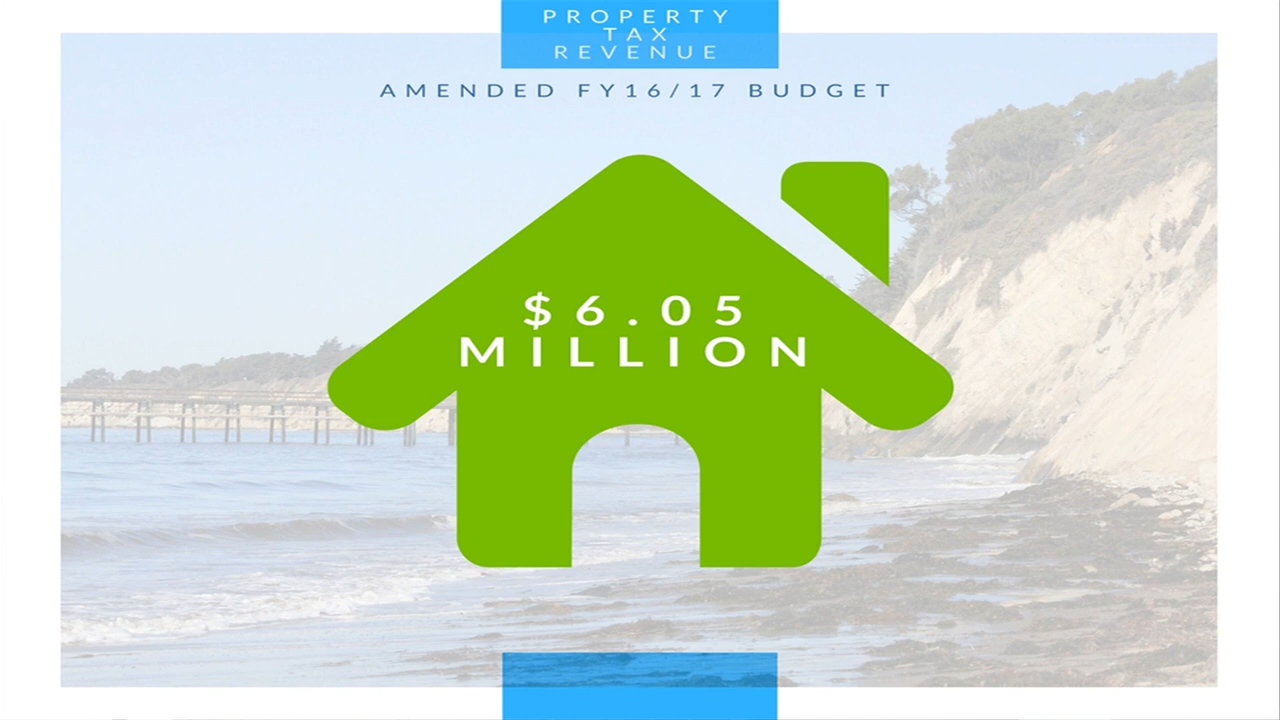 PROPERTY
TAX
REVENUE
AMENDED FY16/17 BUDGET
$6.05
MILLION